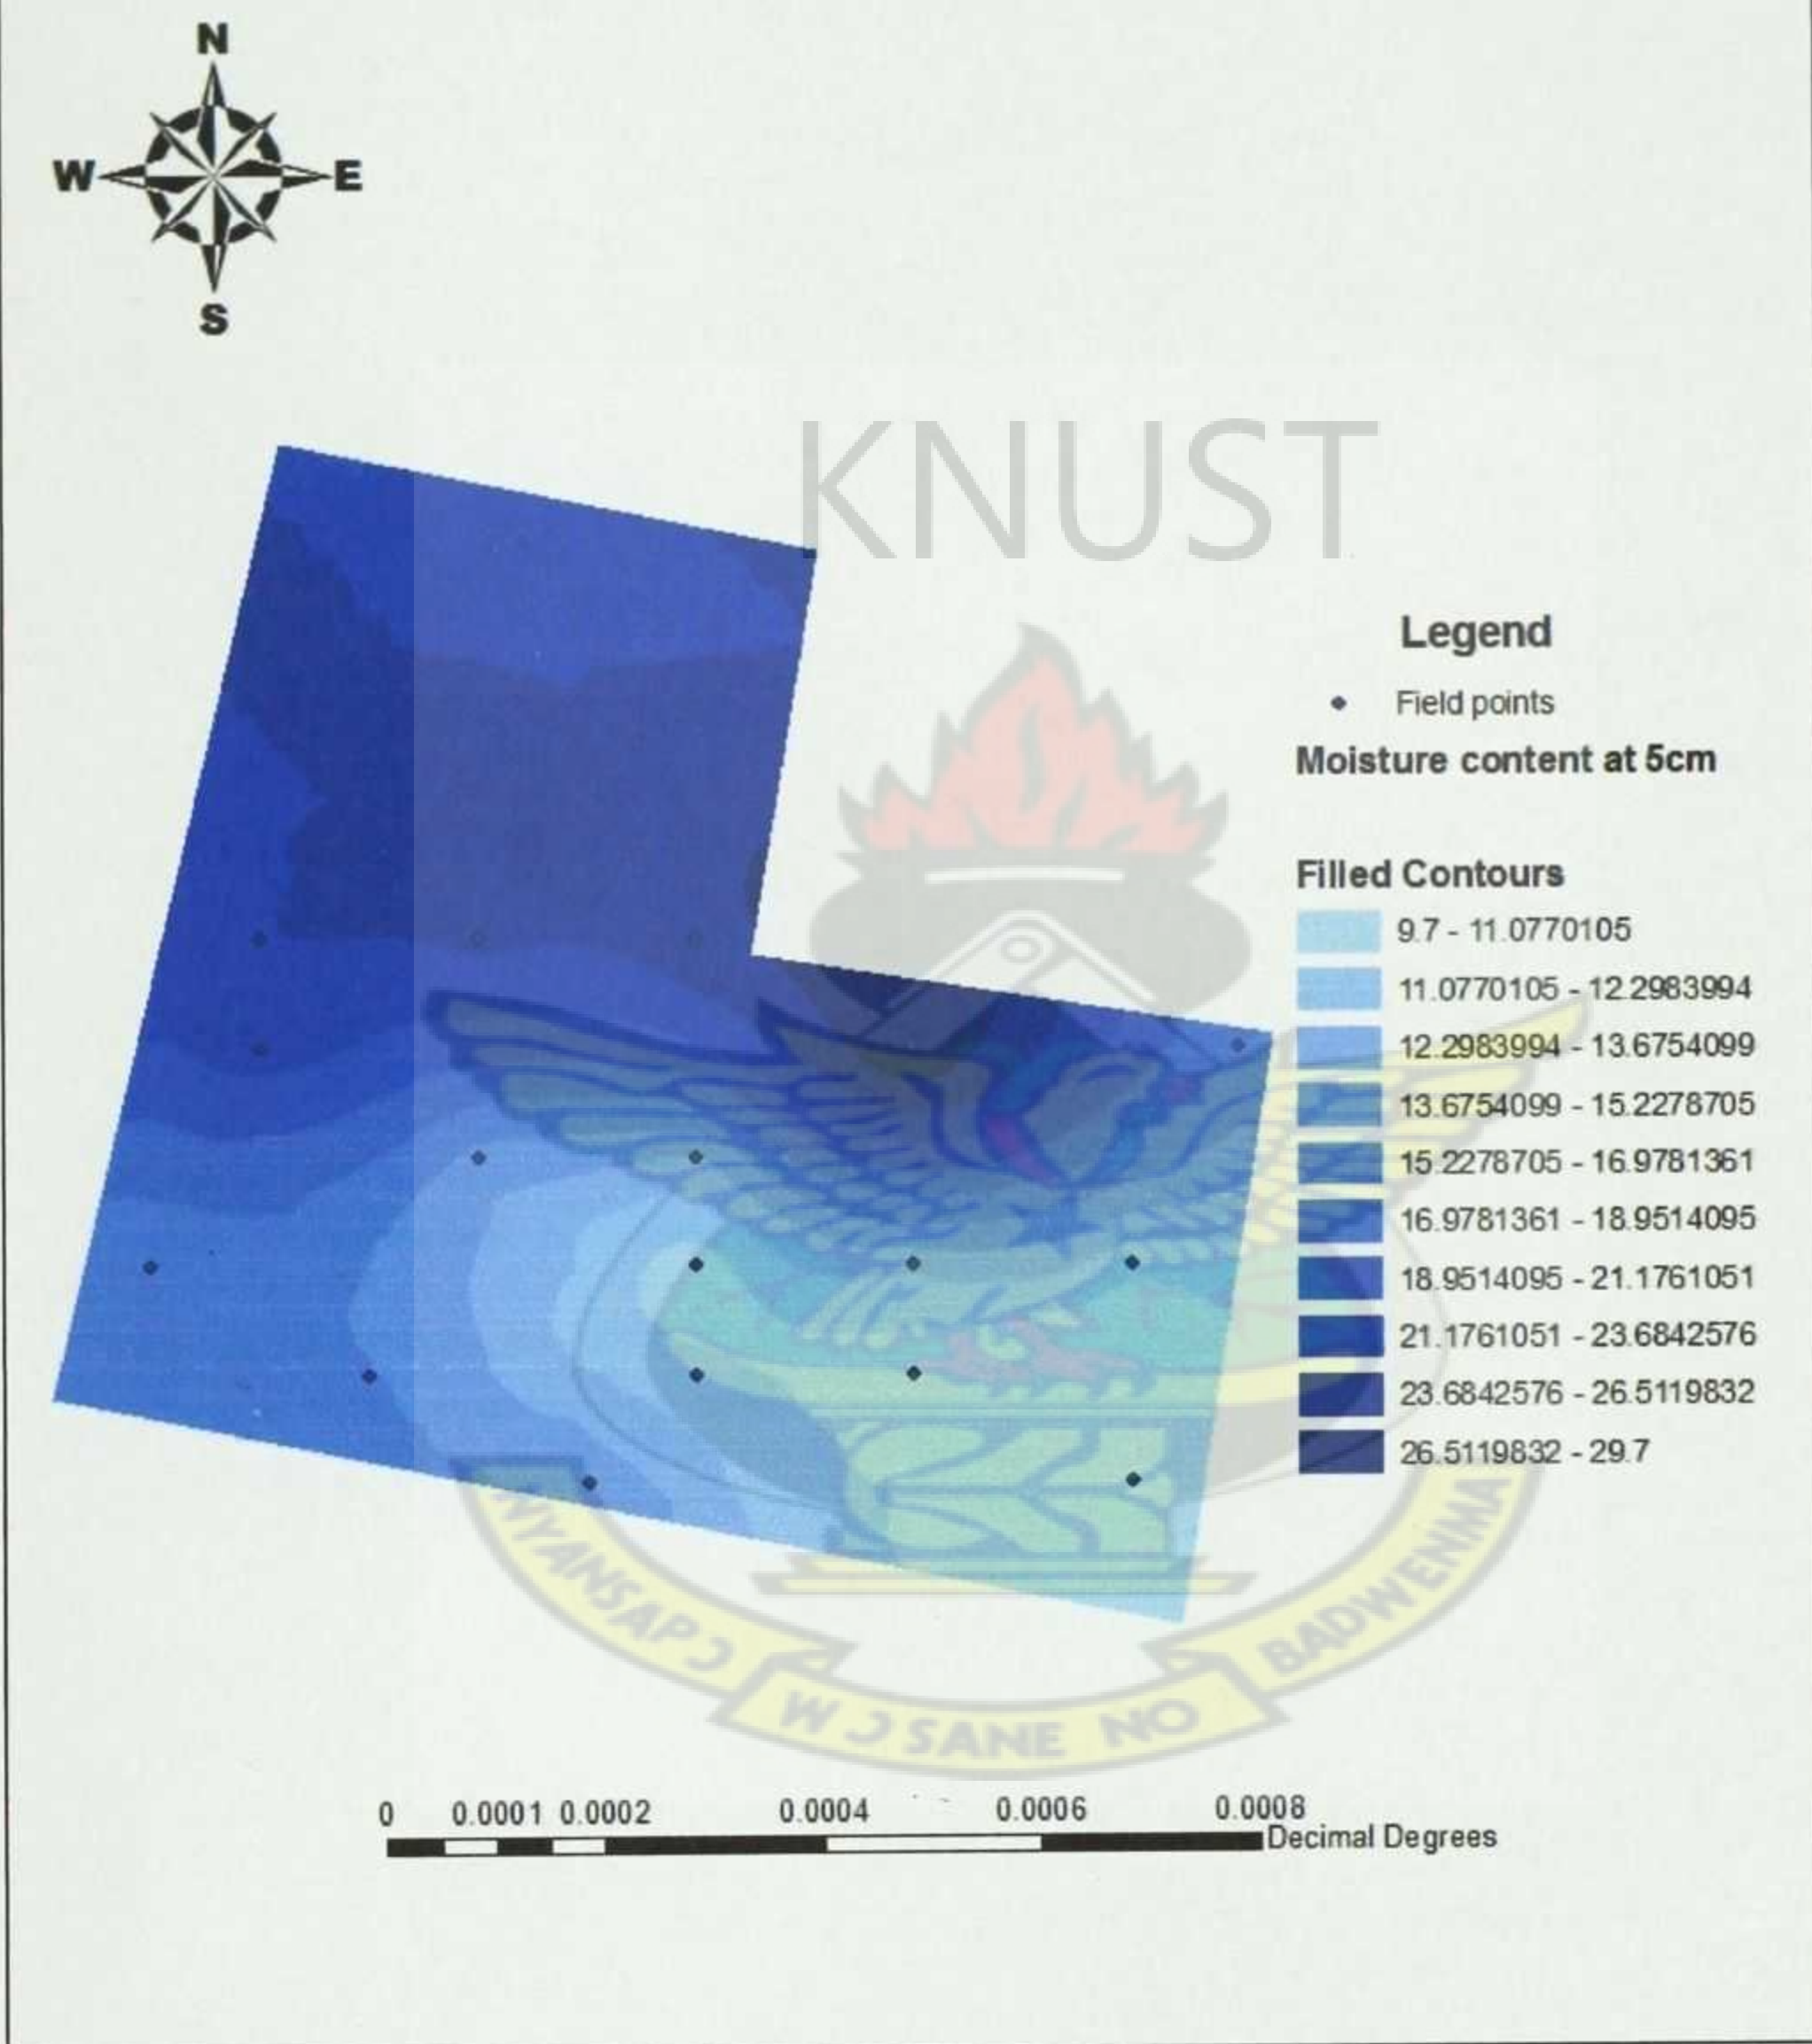 N
W E
S
KNUST
Legend
Field points
Moisture content at 5cm
Filled Contours
9.7 - 11.0770105
11.0770105 - 12.2983994
12.2983994 - 13.6754099
13.6754099 - 15.2278705
15.2278705 - 16.9781361
16.9781361 - 18.9514095
18.9514095 - 21.1761051
21.1761051 - 23.6842576
23.6842576 - 26.5119832
26.5119832 - 29.7
NYANSAPƆ
WƆSANE NO
BADWENMA
0 0.0001 0.0002 0.0004 0.0006 0.0008
Decimal Degrees